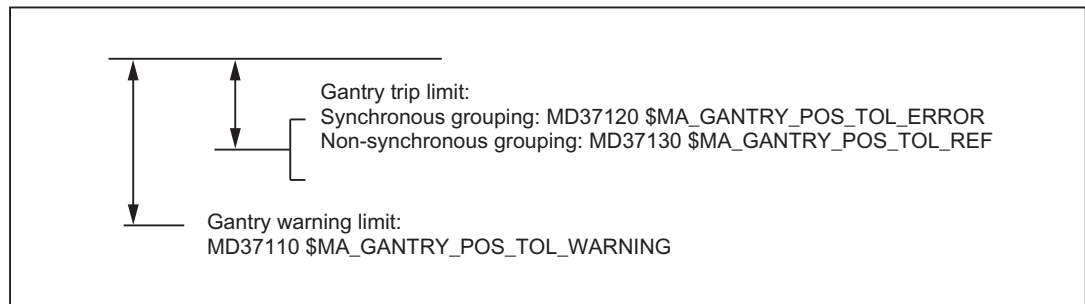 Gantry trip limit:
Synchronous grouping: MD37120 $MA_GANTRY_POS_TOL_ERROR
Non-synchronous grouping: MD37130 $MA_GANTRY_POS_TOL_REF
Gantry warning limit:
MD37110 $MA_GANTRY_POS_TOL_WARNING